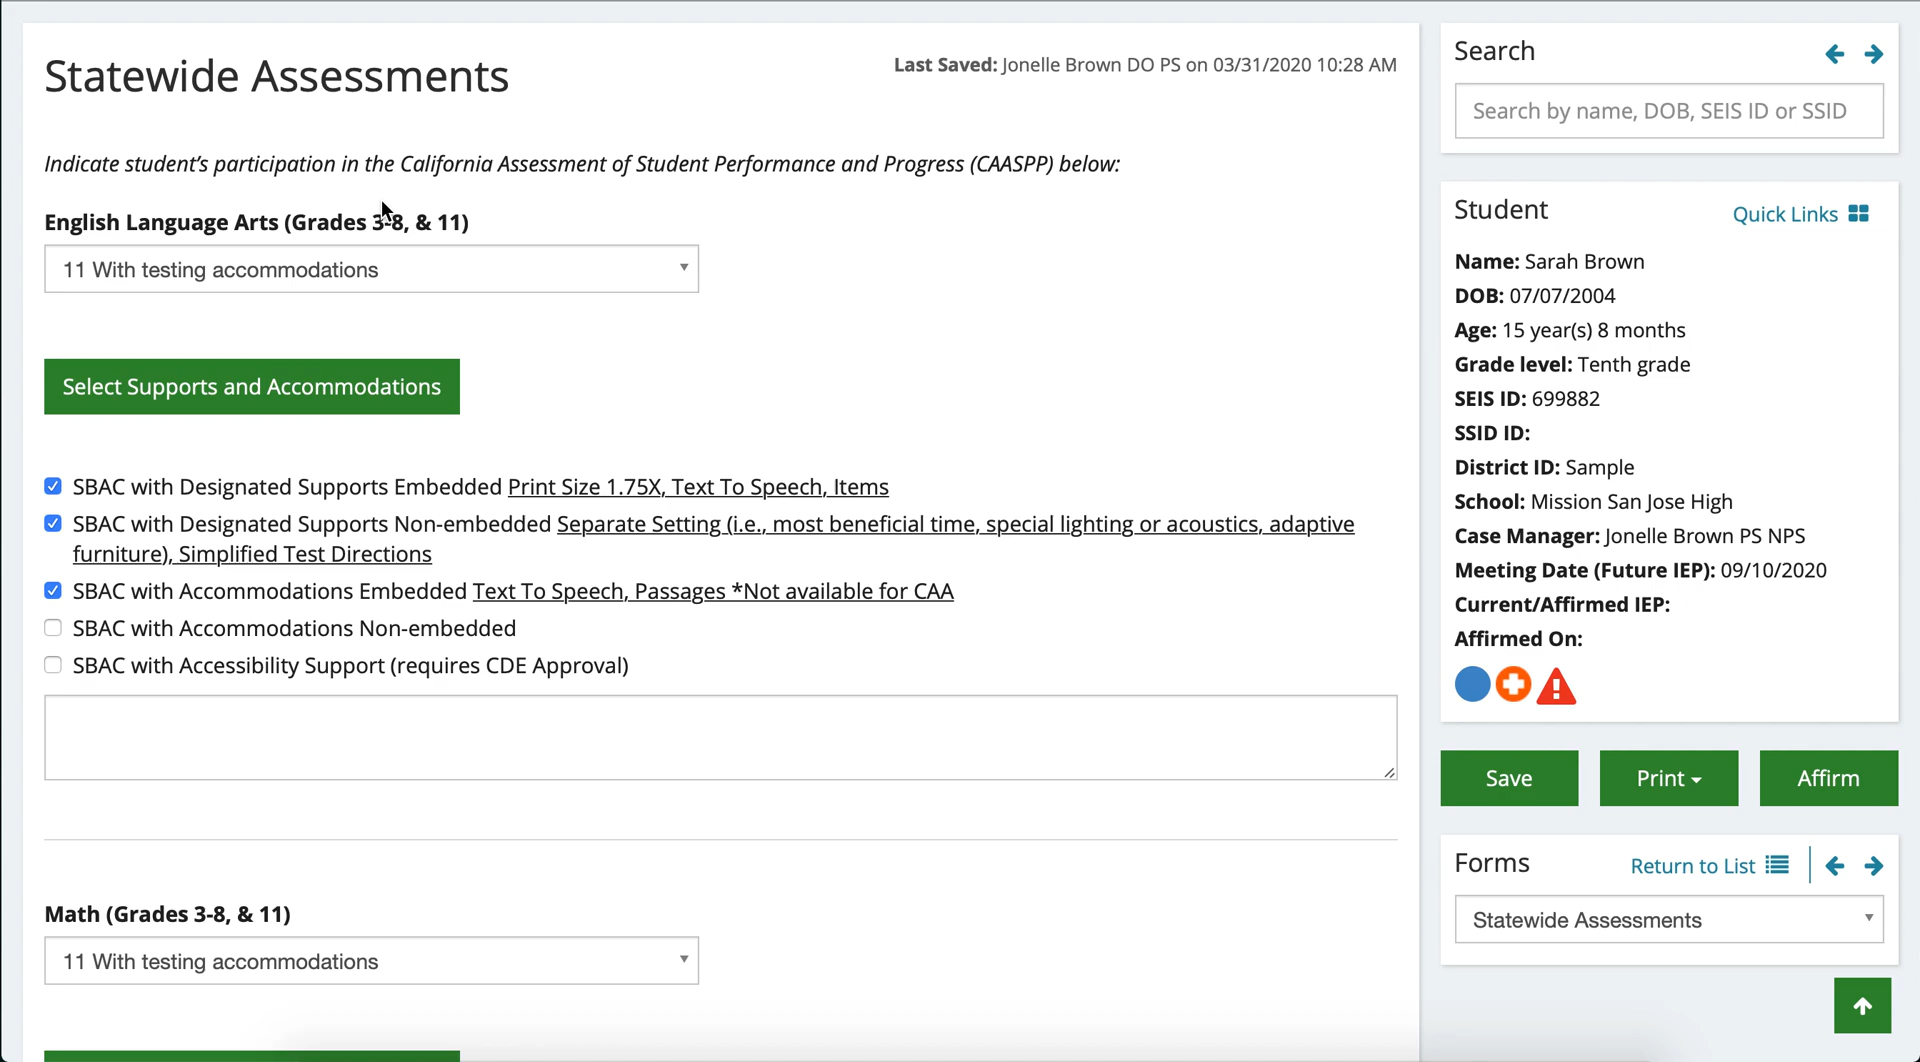 Statewide Assessments
Last Saved: Jonelle Brown DO PS on 03/31/2020 10:28 AM
Indicate student's participation in the California Assessment of Student Performance and Progress (CAASPP) below:
English Language Arts (Grades 3-8, & 11)
11 With testing accommodations
Select Supports and Accommodations
SBAC with Designated Supports Embedded Print Size 1.75X, Text To Speech, Items
SBAC with Designated Supports Non-embedded Separate Setting (i.e., most beneficial time, special lighting or acoustics, adaptive
furniture), Simplified Test Directions
SBAC with Accommodations Embedded Text To Speech, Passages *Not available for CAA
SBAC with Accommodations Non-embedded
SBAC with Accessibility Support (requires CDE Approval)
Math (Grades 3-8, & 11)
11 With testing accommodations
Search
Search by name, DOB, SEIS ID or SSID
Student
Quick Links
Name: Sarah Brown
DOB: 07/07/2004
Age: 15 year(s) 8 months
Grade level: Tenth grade
SEIS ID: 699882
SSID ID:
District ID: Sample
School: Mission San Jose High
Case Manager: Jonelle Brown PS NPS
Meeting Date (Future IEP): 09/10/2020
Current/Affirmed IEP:
Affirmed On:
Save
Print
Affirm
Forms
Return to List
Statewide Assessments